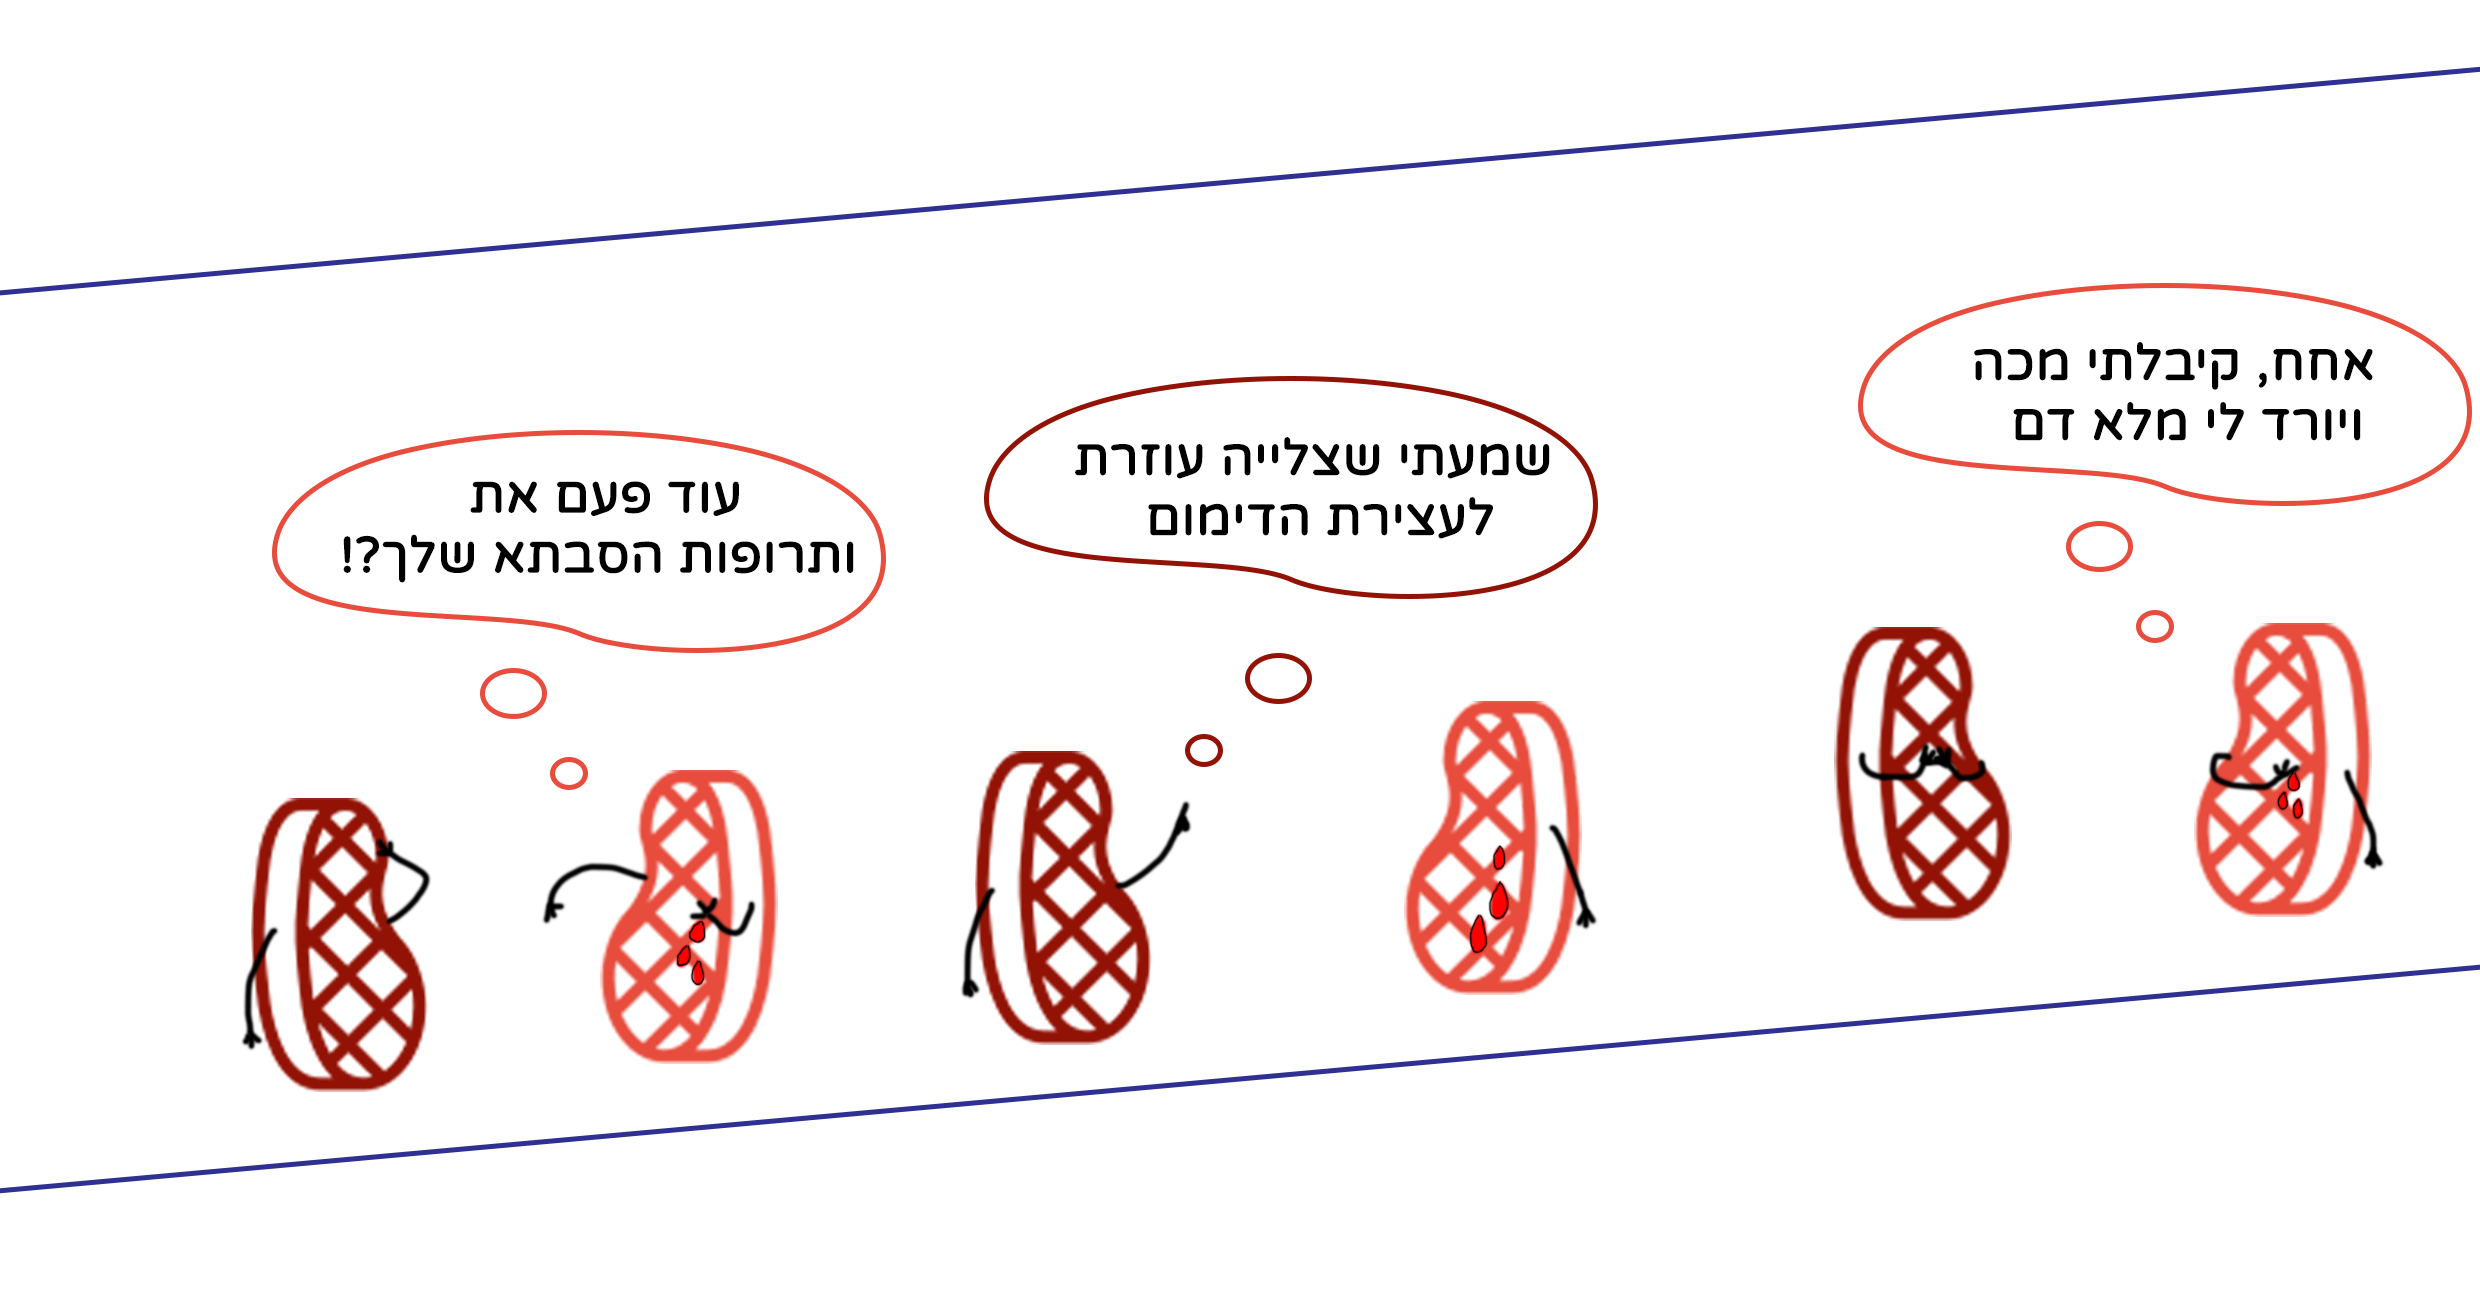 אחח, קיבלתי מכה
ויורד לי מלא דם
שמעתי שצלייה עוזרת
לעצירת הדימום
עוד פעם את
ותרופות הסבתא שלך?!